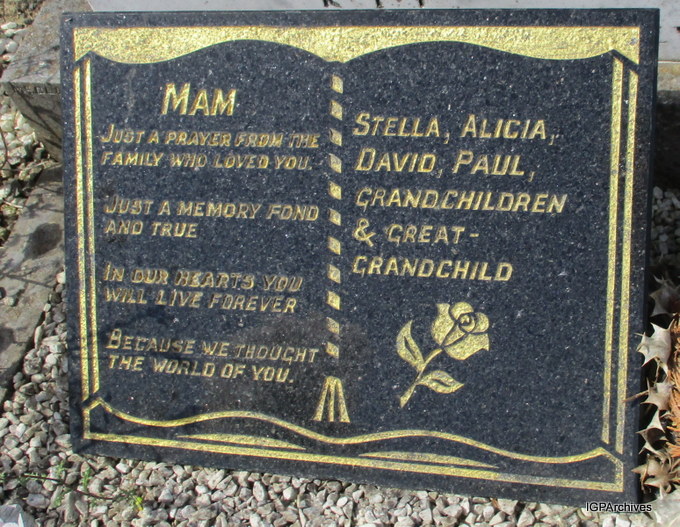 MAM
JUST A PRAYER FROM THE
FAMILY WHO LOVED YOU.
JUST A MEMORY FOND
AND TRUE
IN OUR HEARTS YOU
WILL LIVE FOREVER
BECAUSE WE THOUGHT
THE WORLD OF YOU.
STELLA, ALICIA,
DAVID, PAUL,
GRANDCHILDREN
& GREAT-
GRANDCHILD
IGPArchives